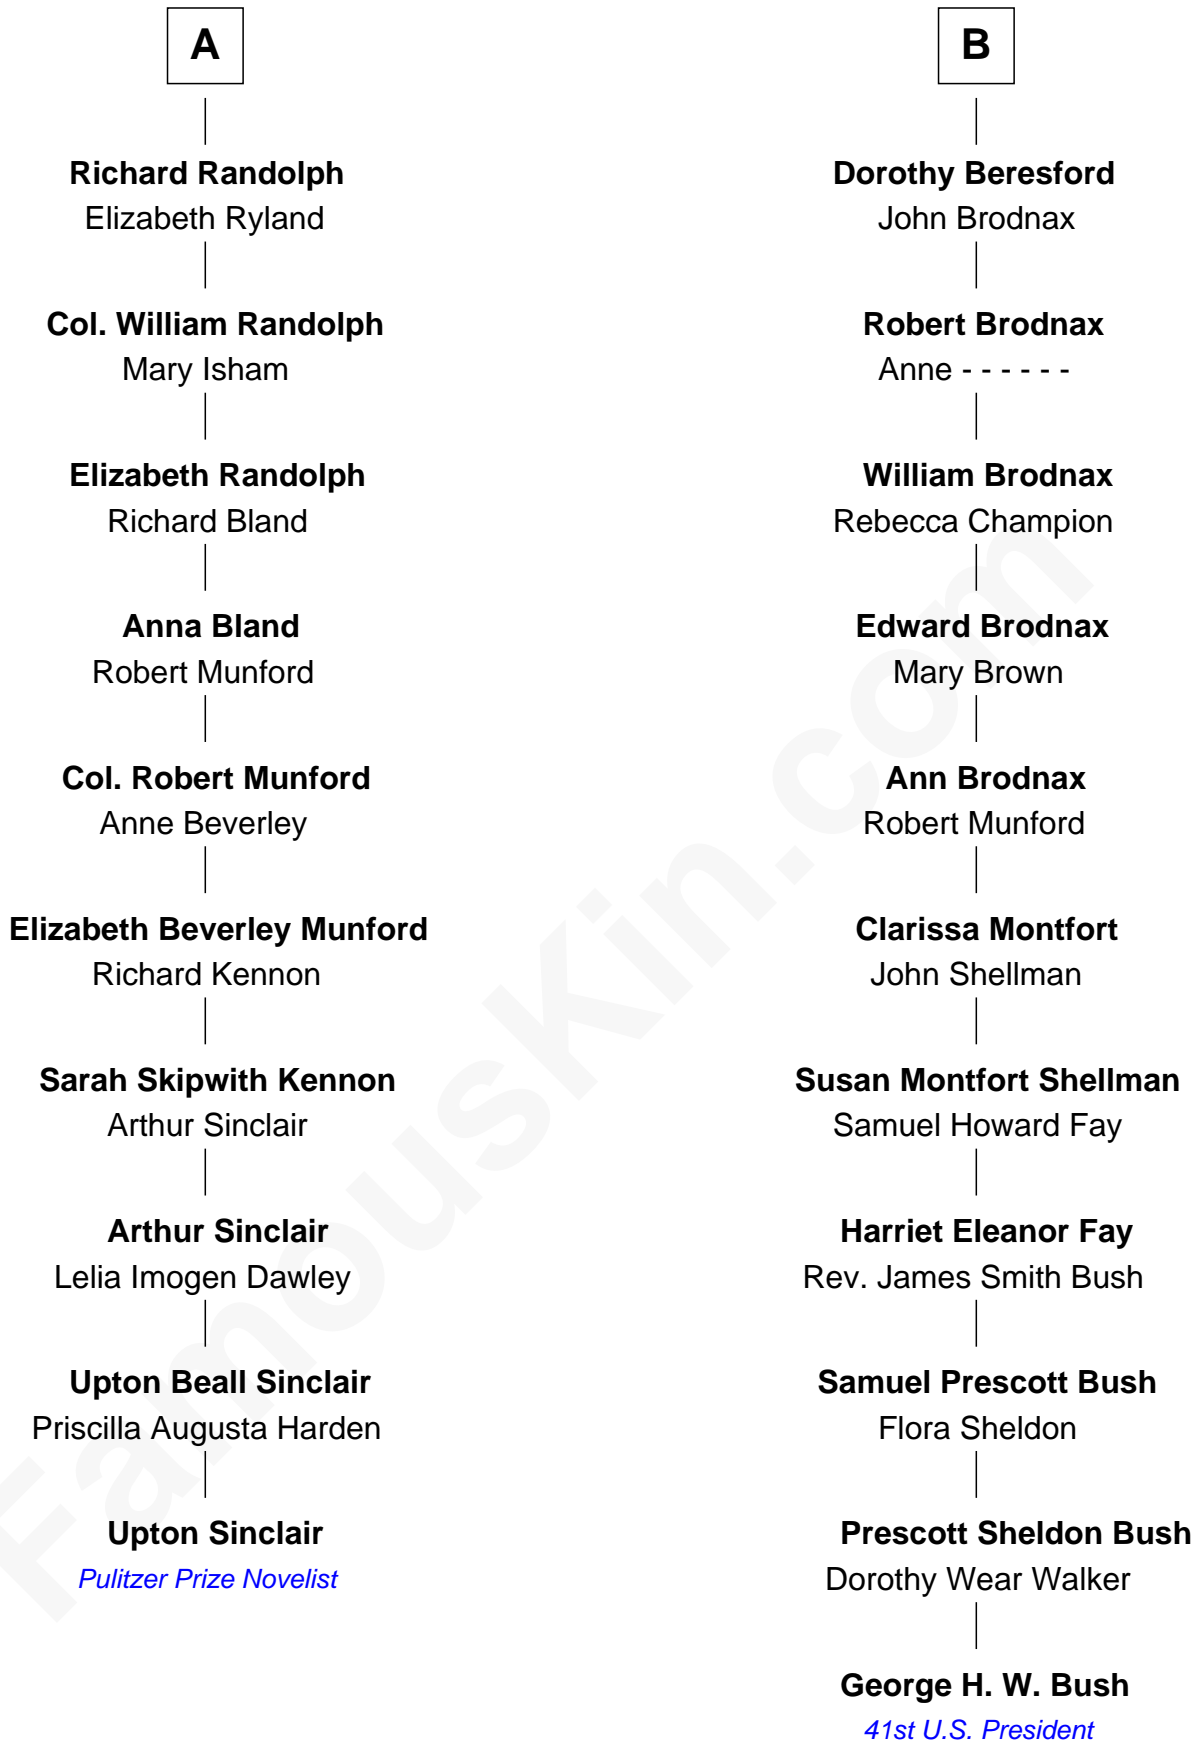 A
Richard Randolph
Elizabeth Ryland
Col. William Randolph
Mary Isham
Elizabeth Randolph
Richard Bland
Anna Bland
Robert Munford
Col. Robert Munford
Anne Beverley
Elizabeth Beverley Munford
Richard Kennon
Sarah Skipwith Kennon
Arthur Sinclair
Arthur Sinclair
Lelia Imogen Dawley
Upton Beall Sinclair
Priscilla Augusta Harden
Upton Sinclair
Pulitzer Prize Novelist
B
Dorothy Beresford
John Brodnax
Robert Brodnax
Anne - - - - - -
William Brodnax
Rebecca Champion
Edward Brodnax
Mary Brown
Ann Brodnax
Robert Munford
Clarissa Montfort
John Shellman
Susan Montfort Shellman
Samuel Howard Fay
Harriet Eleanor Fay
Rev. James Smith Bush
Samuel Prescott Bush
Flora Sheldon
Prescott Sheldon Bush
Dorothy Wear Walker
George H. W. Bush
41st U.S. President
FamousKin.com